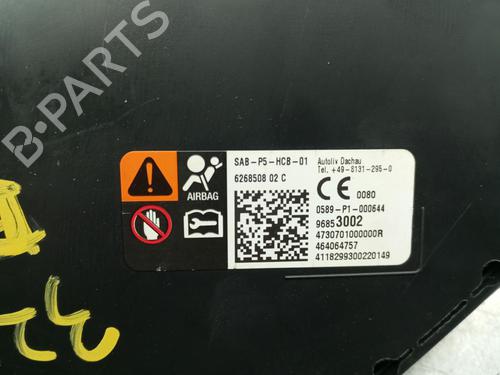 B-PARTS
SAB-P5-HCB-01
6268508 02 C
AIRBAG
Autoliv Dachau
Tel. +49-8131-295-0
CE 0080
0589-P1-000644
96853002
4730701000000R
464064757
4118299300220149